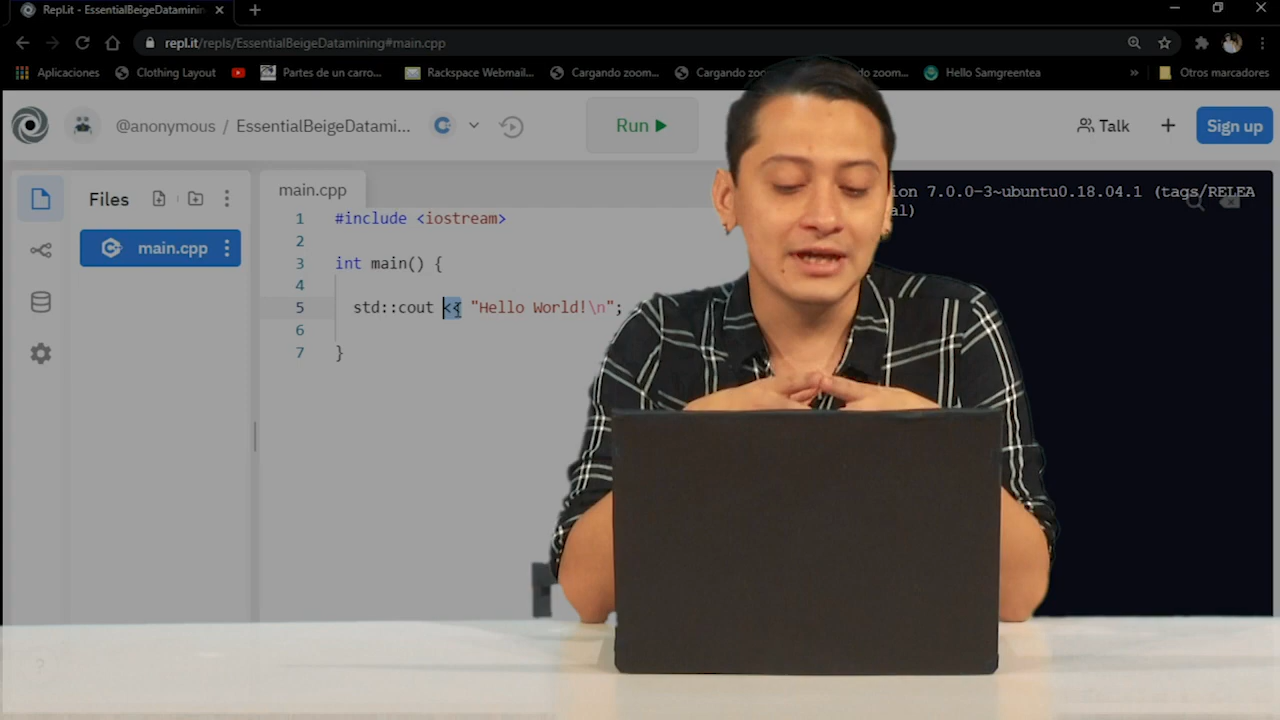 Repl.it - EssentialBeigeDataminin
repl.it/repls/EssentialBeigeDatamining#main.cpp
Aplicaciones Clothing Layout Partes de un carro... Rackspace Webmail... Cargando zoom... Cargando zoo do zoom... Hello Samgreentea » Otros marcadores
@anonymous / EssentialBeigeDatami... Run Talk + Sign up
Files
main.cpp
main.cpp
1 #include <iostream>
2
3 int main() {
4
5 std::cout << "Hello World!\n";
6
7 }
ion 7.0.0-3~ubuntu0.18.04.1 (tags/RELEA
al)
?